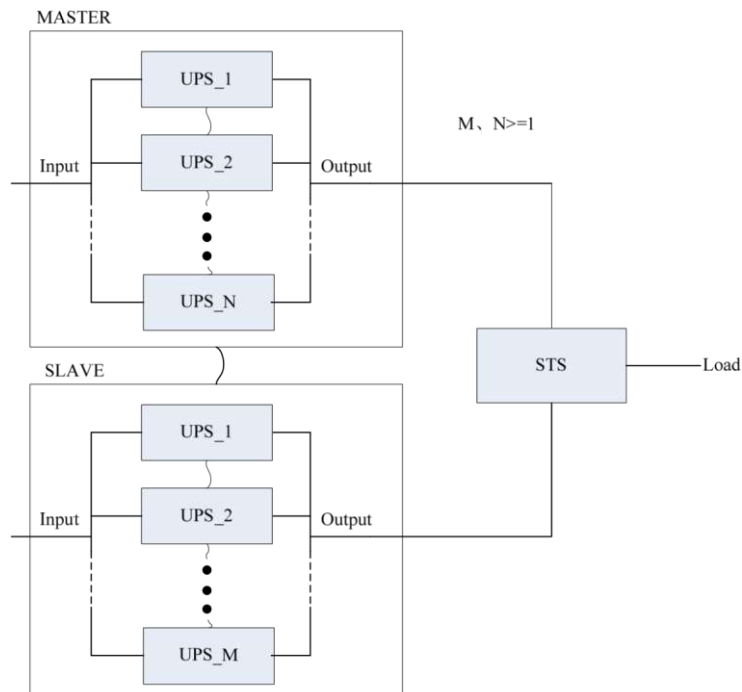 MASTER
UPS_1
M、N>=1
Input
UPS_2
Output
UPS_N
STS
Load
SLAVE
UPS_1
Input
UPS_2
Output
UPS_M